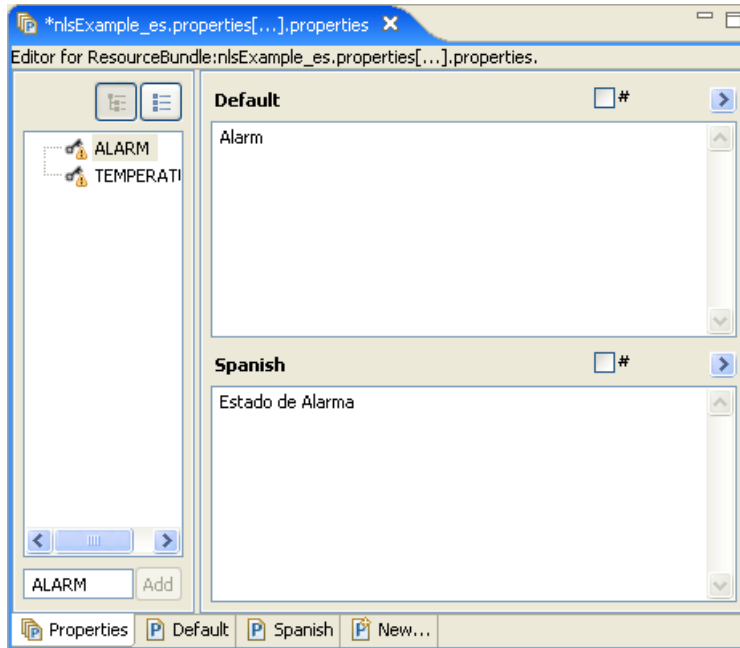 *nlsExample_es.properties[...].properties
Editor for ResourceBundle:nlsExample_es.properties[...].properties.
ALARM
TEMPERATU
ALARM Add
Default #
Alarm
Spanish #
Estado de Alarma
Properties Default Spanish New...